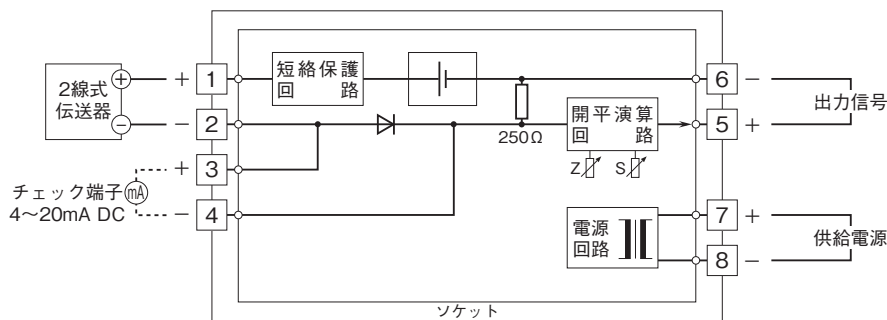 2線式
伝送器
+
−
+
−
+
−
1
2
3
4
チェック端子
mA
4~20mA DC
短絡保護
回 路
250Ω
開平演算
回 路
Z
S
電源
回路
ソケット
6
5
7
8
−
+
+
−
出力信号
供給電源